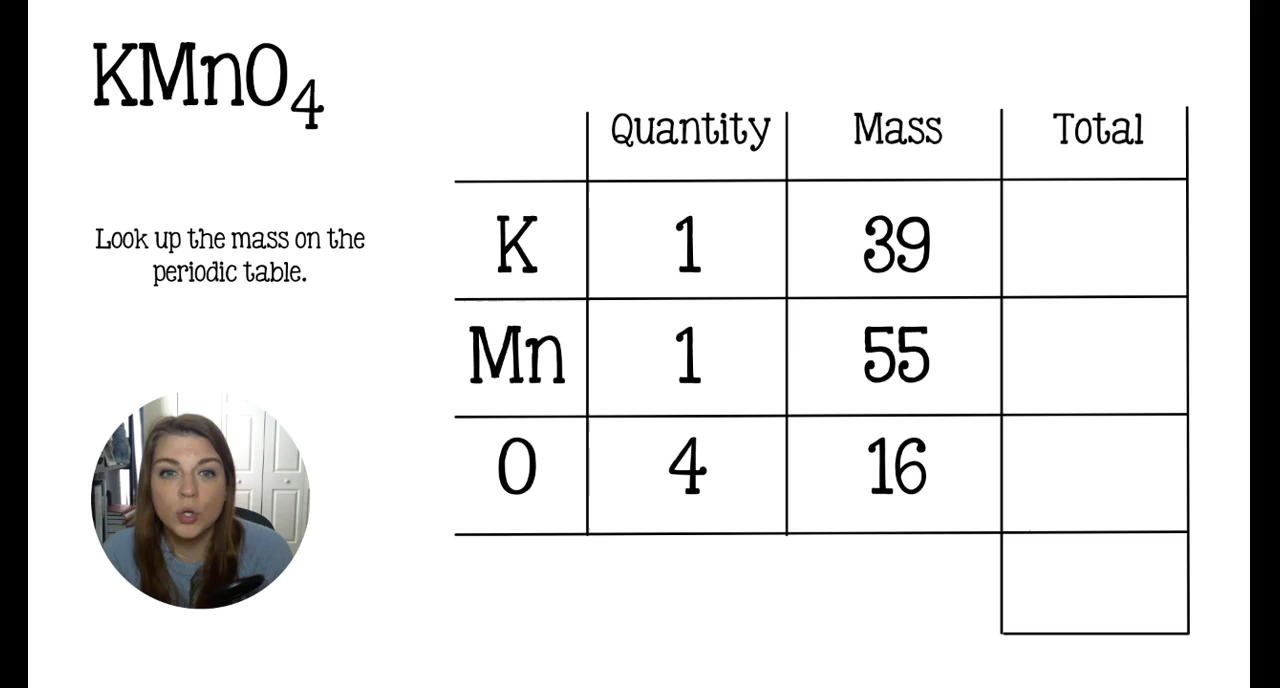 KMnO₄
Look up the mass on the
periodic table.
Quantity Mass Total
K 1 39
Mn 1 55
O 4 16